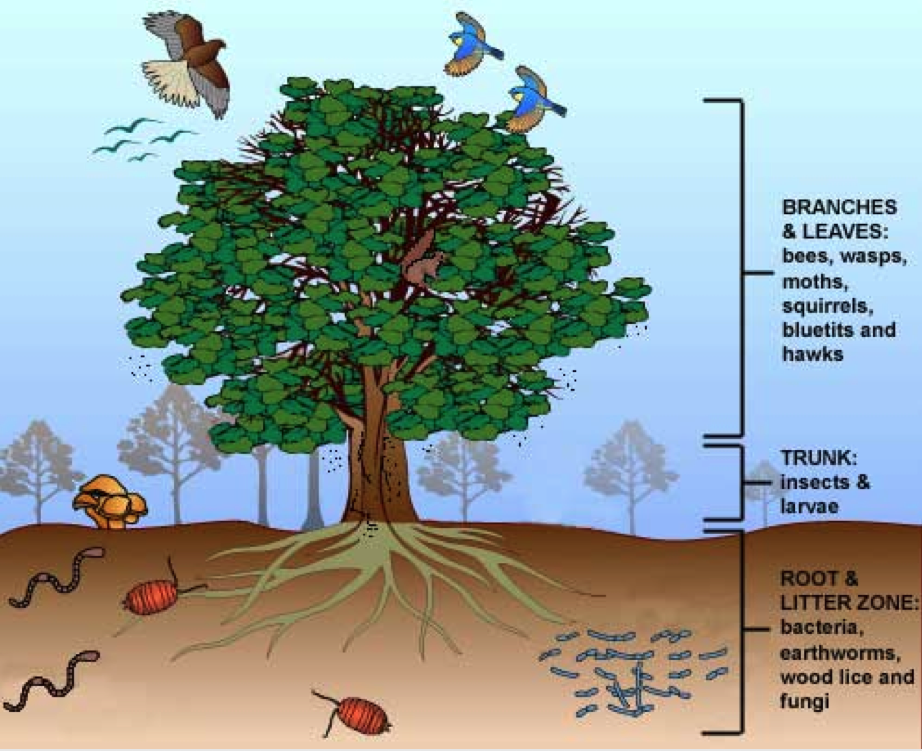 BRANCHES
& LEAVES:
bees, wasps,
moths,
squirrels,
bluetits and
hawks
TRUNK:
insects &
larvae
ROOT &
LITTER ZONE:
bacteria,
earthworms,
wood lice and
fungi